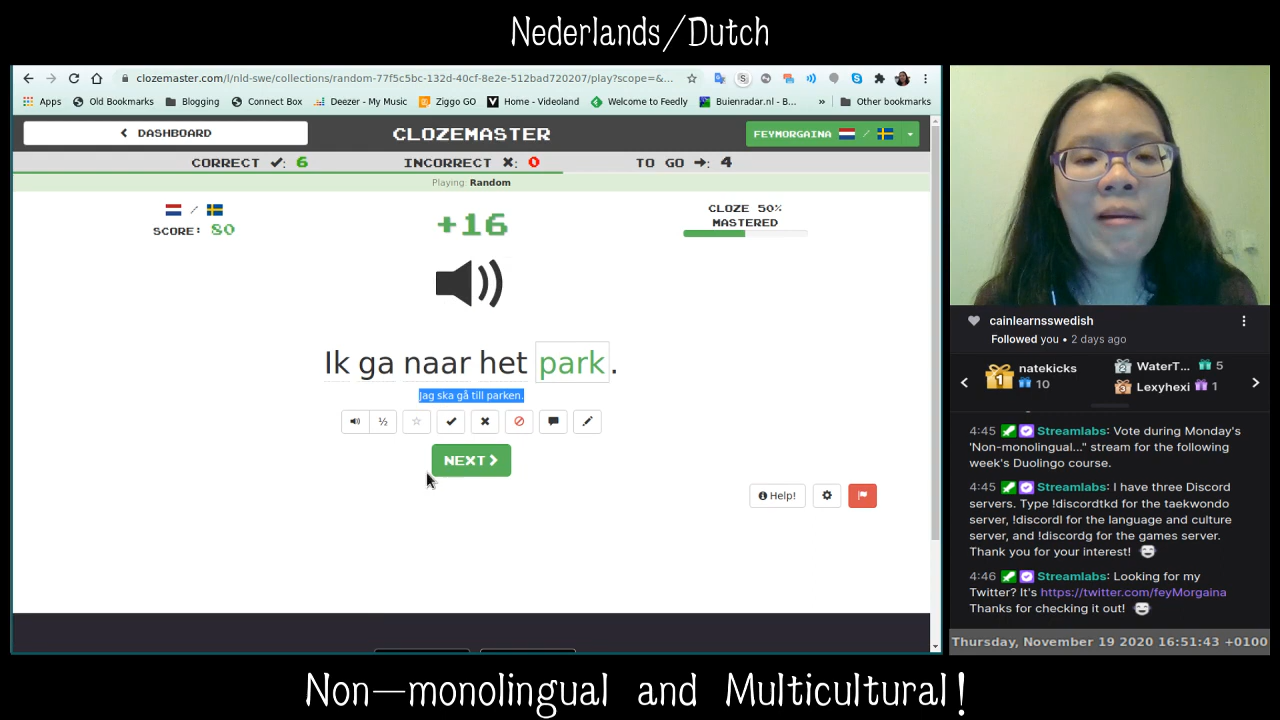 Nederlands/Dutch
clozemaster.com/l/nld-swe/collections/random-77f5c5bc-132d-40cf-8e2e-512bad720207/play?scope=&...
Apps Old Bookmarks Blogging Connect Box Deezer - My Music Ziggo GO Home - Videoland Welcome to Feedly Buienradar.nl - B... » Other bookmarks
DASHBOARD CLOZEMASTER FEYMORGAINA /
CORRECT ✔: 6 INCORRECT ✖: 0 TO GO →: 4
Playing: Random
/
SCORE: 80
+16
CLOZE 50%
MASTERED
Ik ga naar het park.
Jag ska gå till parken.
½
NEXT
Help!
cainlearnsswedish
Followed you • 2 days ago
1 natekicks
10
2 WaterT... 5
3 Lexyhexi 1
4:45 Streamlabs: Vote during Monday's
'Non-monolingual..." stream for the following
week's Duolingo course.
4:45 Streamlabs: I have three Discord
servers. Type !discordtkd for the taekwondo
server, !discordl for the language and culture
server, and !discordg for the games server.
Thank you for your interest!
4:46 Streamlabs: Looking for my
Twitter? It's https://twitter.com/feyMorgaina
Thanks for checking it out!
Thursday, November 19 2020 16:51:43 +0100
Non-monolingual and Multicultural!